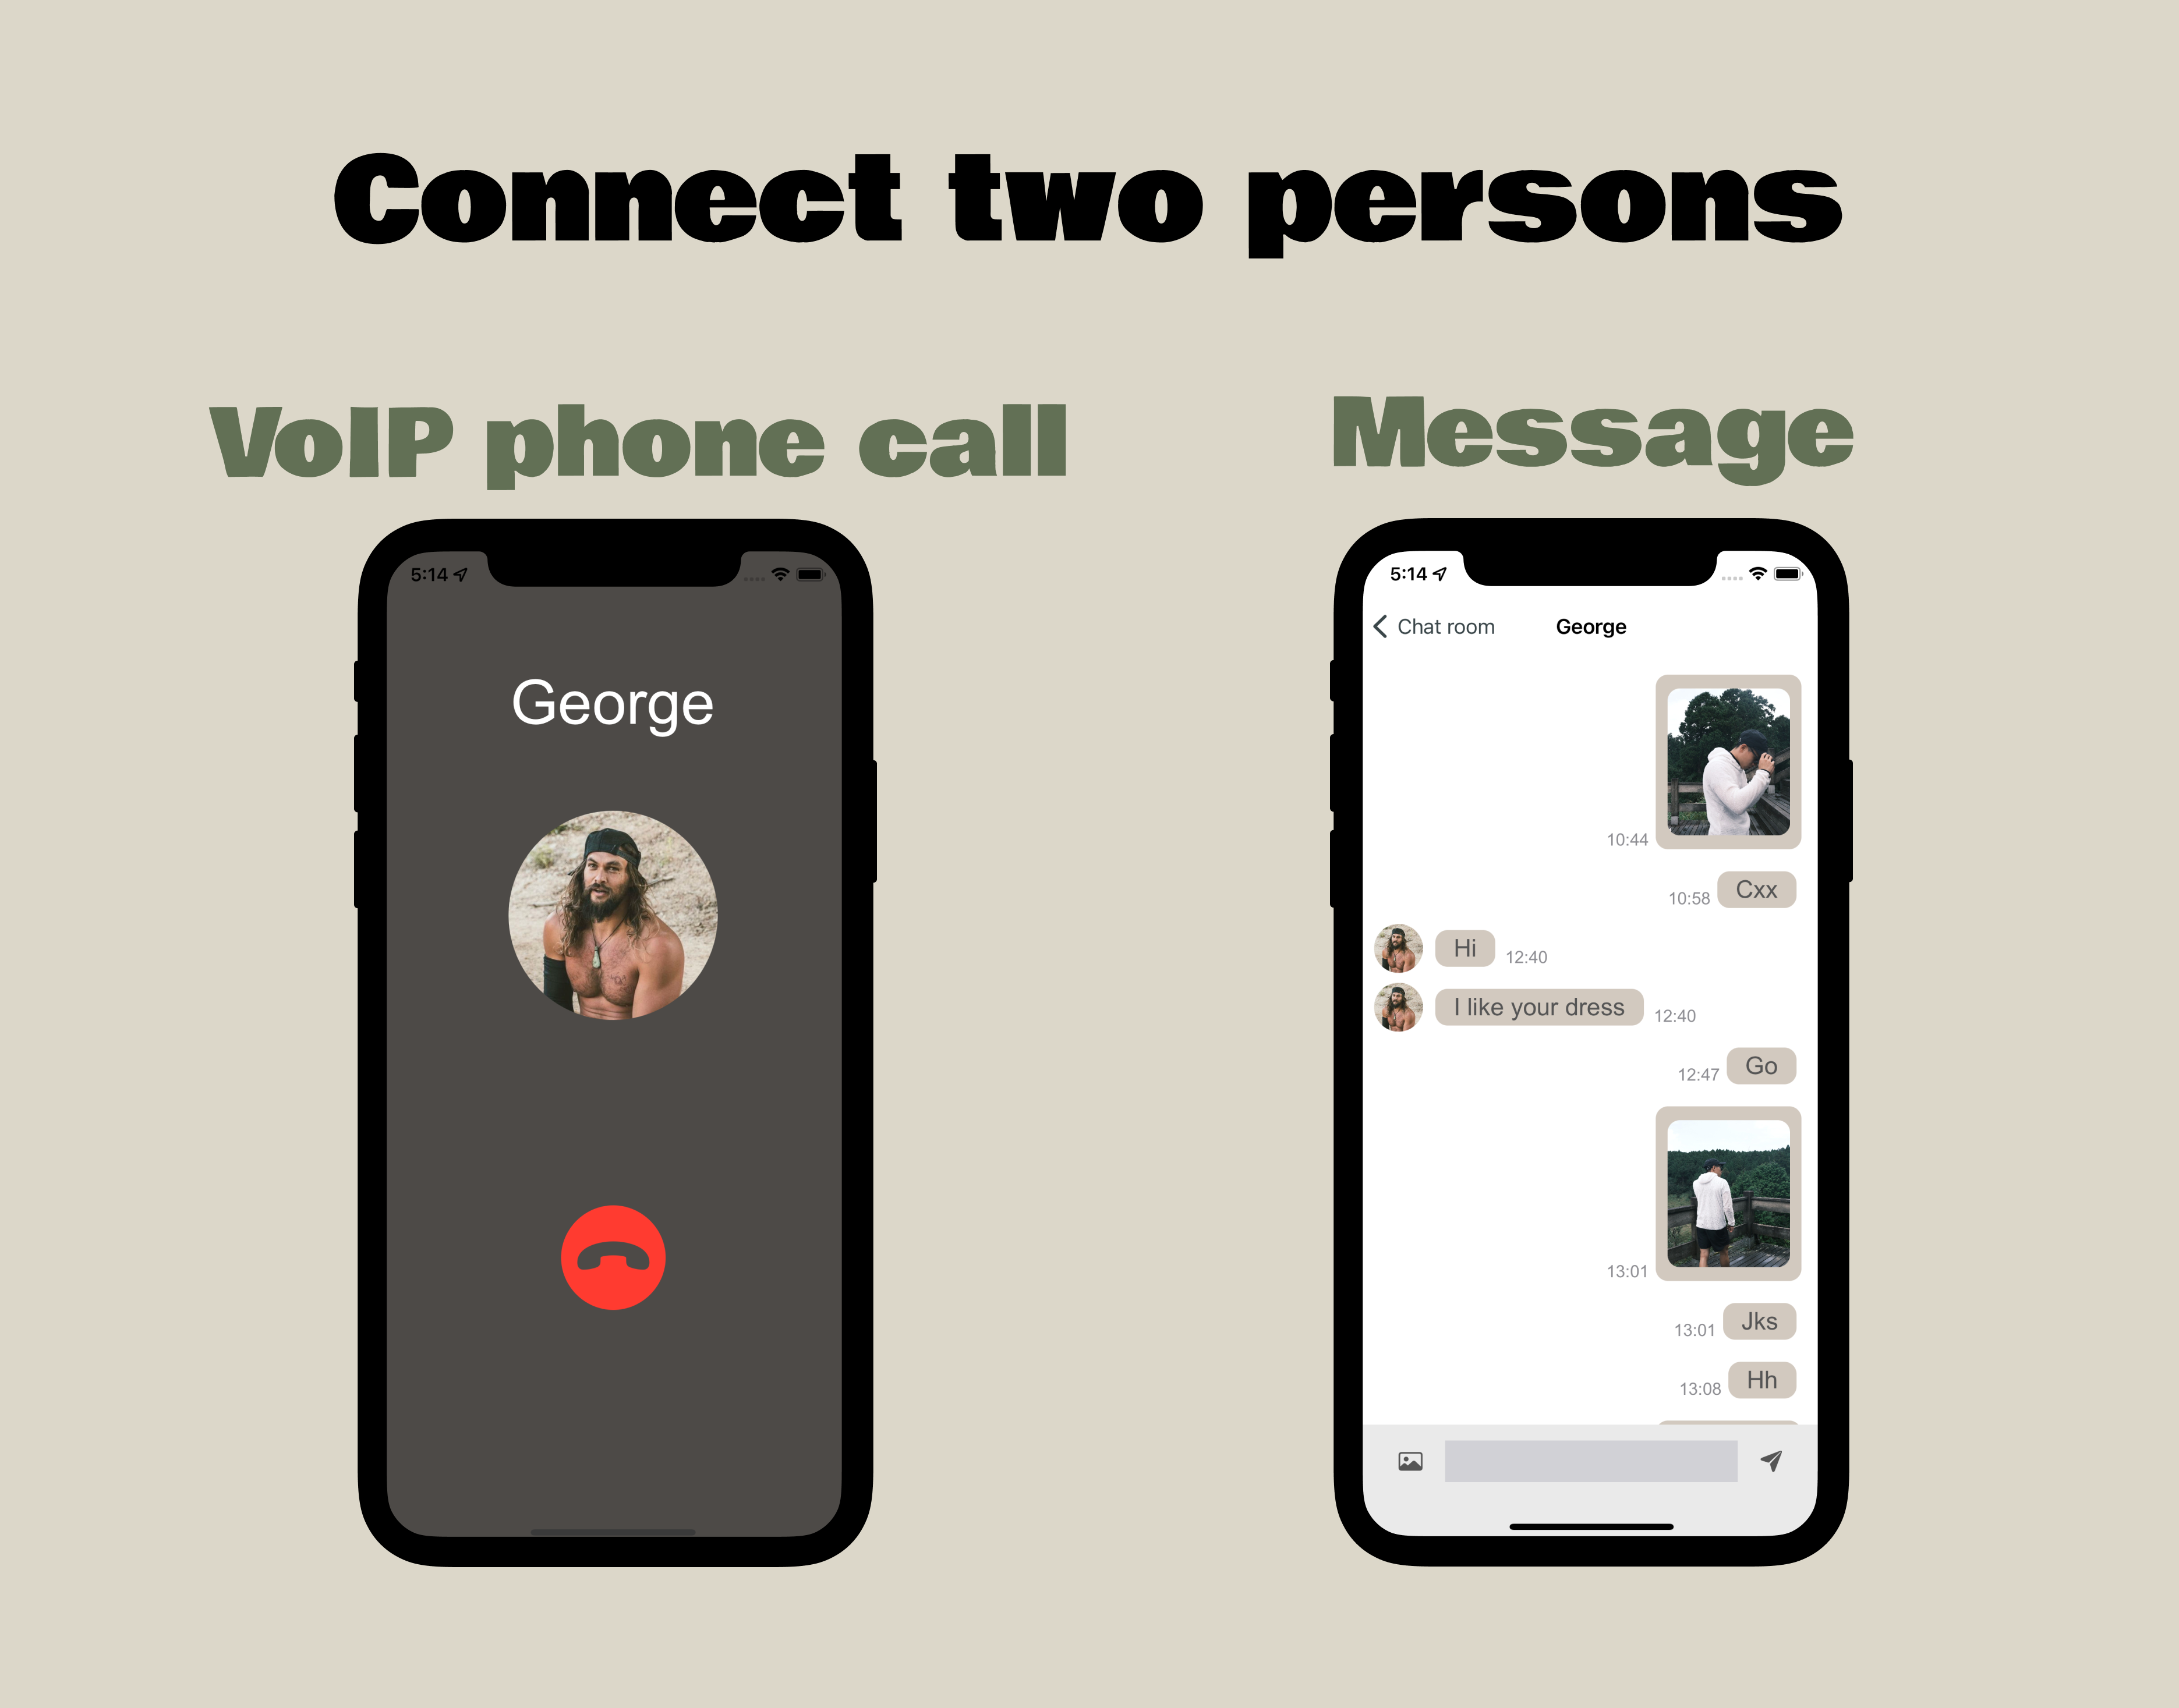 Connect two persons
VoIP phone call
Message
5:14
George
5:14
Chat room
George
10:44
10:58
Cxx
Hi
12:40
I like your dress
12:40
12:47
Go
13:01
13:01
Jks
13:08
Hh